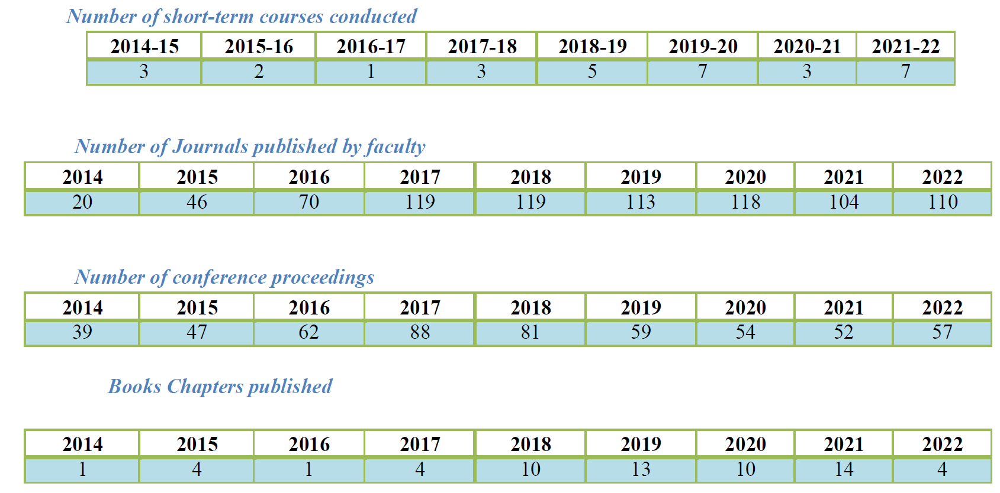 Number of short-term courses conducted
2014-15 2015-16 2016-17 2017-18 2018-19 2019-20 2020-21 2021-22
3 2 1 3 5 7 3 7
Number of Journals published by faculty
2014 2015 2016 2017 2018 2019 2020 2021 2022
20 46 70 119 119 113 118 104 110
Number of conference proceedings
2014 2015 2016 2017 2018 2019 2020 2021 2022
39 47 62 88 81 59 54 52 57
Books Chapters published
2014 2015 2016 2017 2018 2019 2020 2021 2022
1 4 1 4 10 13 10 14 4